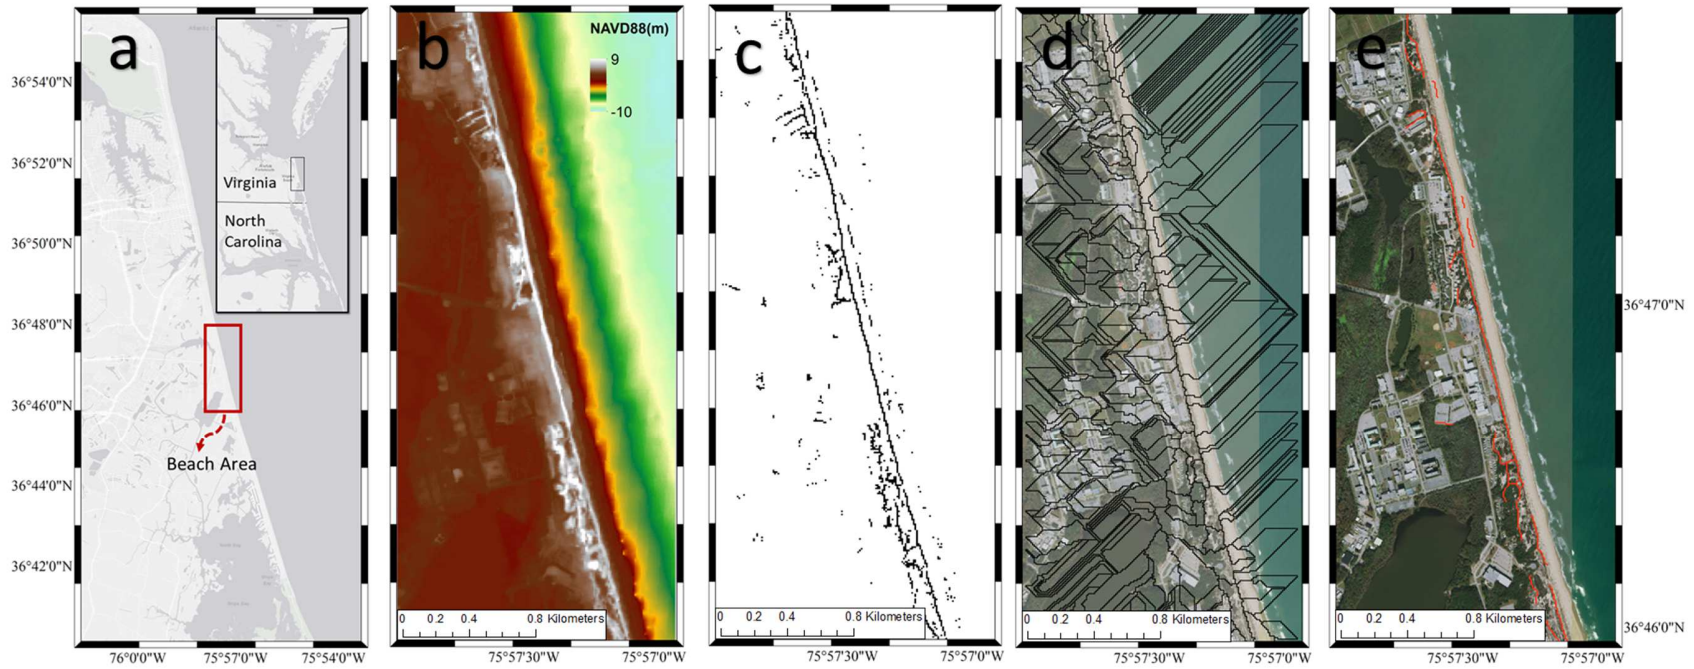 a
b
c
d
e
NAVD88(m)
9
-10
Virginia
North
Carolina
Beach Area
36°54'0"N
36°52'0"N
36°50'0"N
36°48'0"N
36°46'0"N
36°44'0"N
36°42'0"N
36°47'0"N
36°46'0"N
0 0.2 0.4 0.8 Kilometers
0 0.2 0.4 0.8 Kilometers
0 0.2 0.4 0.8 Kilometers
0 0.2 0.4 0.8 Kilometers
76°0'0"W 75°57'0"W 75°54'0"W
75°57'30"W 75°57'0"W
75°57'30"W 75°57'0"W
75°57'30"W 75°57'0"W
75°57'30"W 75°57'0"W